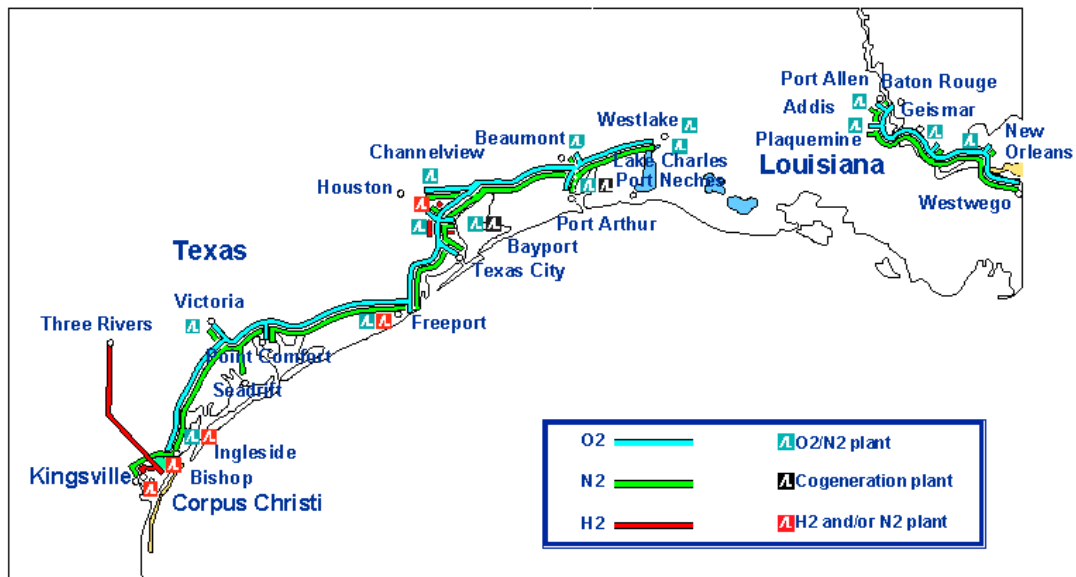 Port Allen
Baton Rouge
Addis
Geismar
Plaquemine
New
Orleans
Louisiana
Westwego
Westlake
Beaumont
Lake Charles
Port Neches
Channelview
Houston
Port Arthur
Bayport
Texas
Texas City
Victoria
Freeport
Three Rivers
Point Comfort
Seadrift
Ingleside
Kingsville
Bishop
Corpus Christi
O2
O2/N2 plant
N2
Cogeneration plant
H2
H2 and/or N2 plant